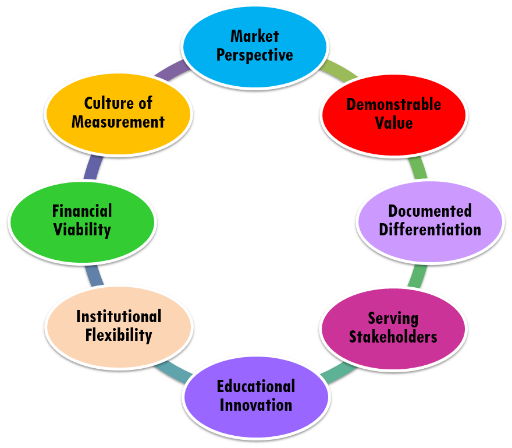 Market
Perspective
Demonstrable
Value
Documented
Differentiation
Serving
Stakeholders
Educational
Innovation
Institutional
Flexibility
Financial
Viability
Culture of
Measurement